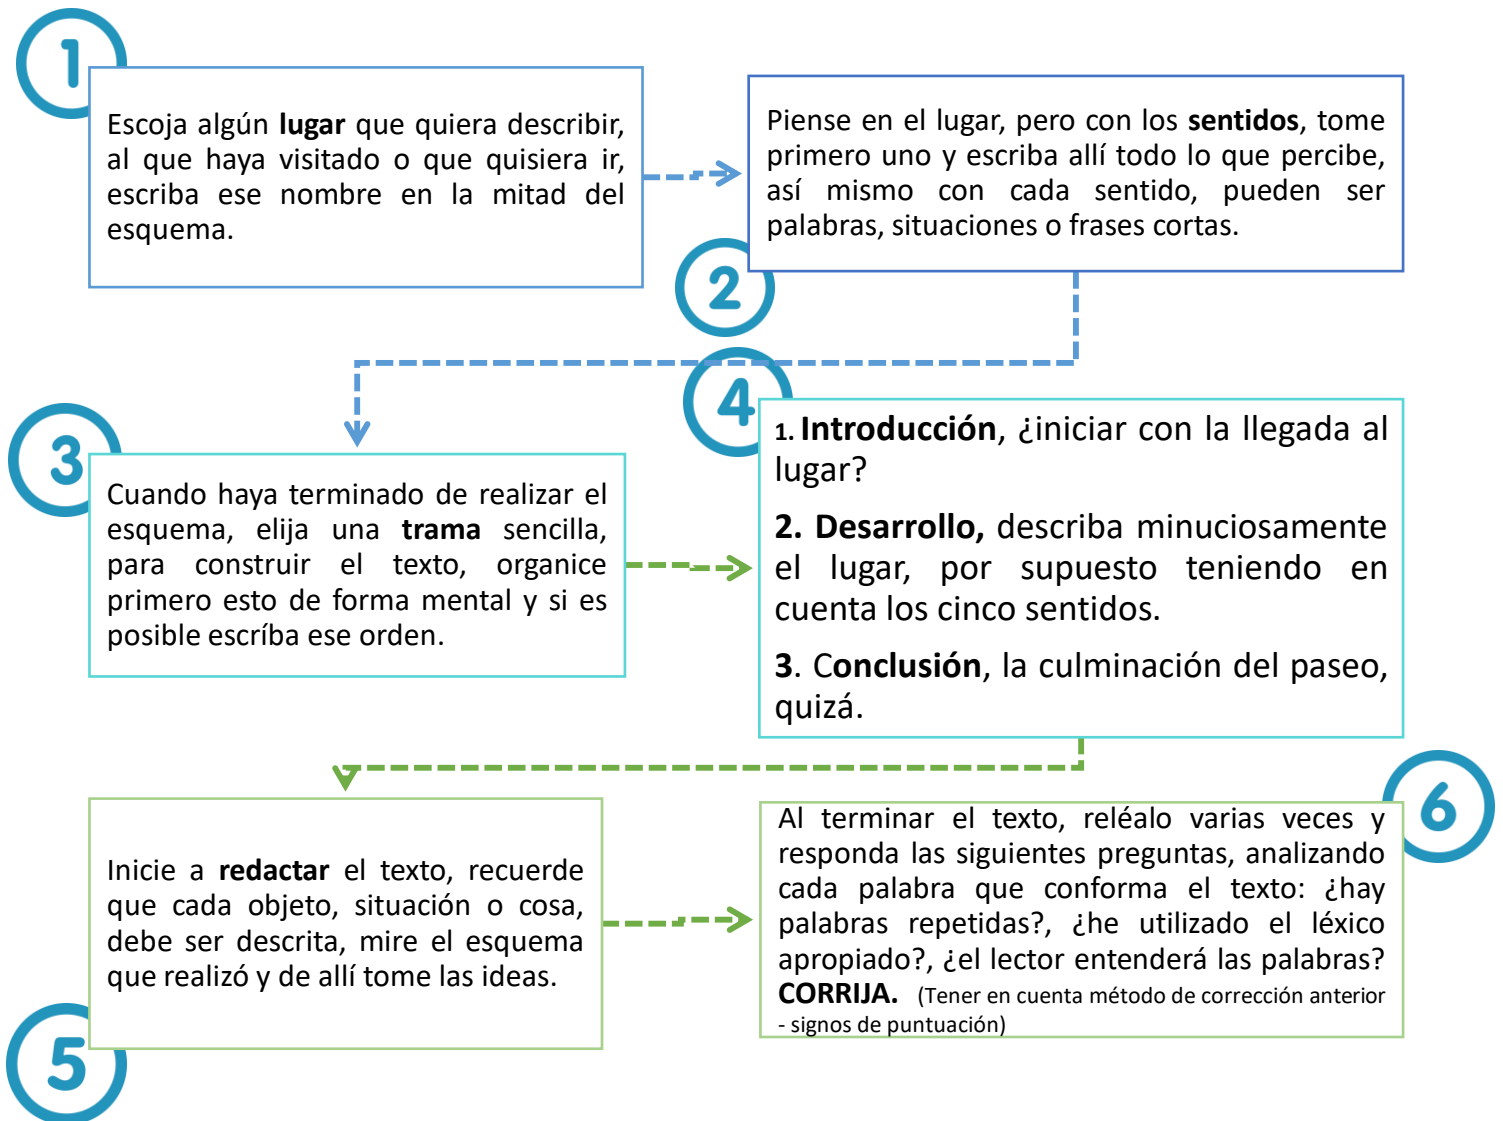 1
Escoja algún lugar que quiera describir,
al que haya visitado o que quisiera ir,
escriba ese nombre en la mitad del
esquema.
2
Piense en el lugar, pero con los sentidos, tome
primero uno y escriba allí todo lo que percibe,
así mismo con cada sentido, pueden ser
palabras, situaciones o frases cortas.
3
Cuando haya terminado de realizar el
esquema, elija una trama sencilla,
para construir el texto, organice
primero esto de forma mental y si es
posible escríba ese orden.
4
1. Introducción, ¿iniciar con la llegada al
lugar?
2. Desarrollo, describa minuciosamente
el lugar, por supuesto teniendo en
cuenta los cinco sentidos.
3. Conclusión, la culminación del paseo,
quizá.
5
Inicie a redactar el texto, recuerde
que cada objeto, situación o cosa,
debe ser descrita, mire el esquema
que realizó y de allí tome las ideas.
6
Al terminar el texto, reléalo varias veces y
responda las siguientes preguntas, analizando
cada palabra que conforma el texto: ¿hay
palabras repetidas?, ¿he utilizado el léxico
apropiado?, ¿el lector entenderá las palabras?
CORRIJA. (Tener en cuenta método de corrección anterior
- signos de puntuación)